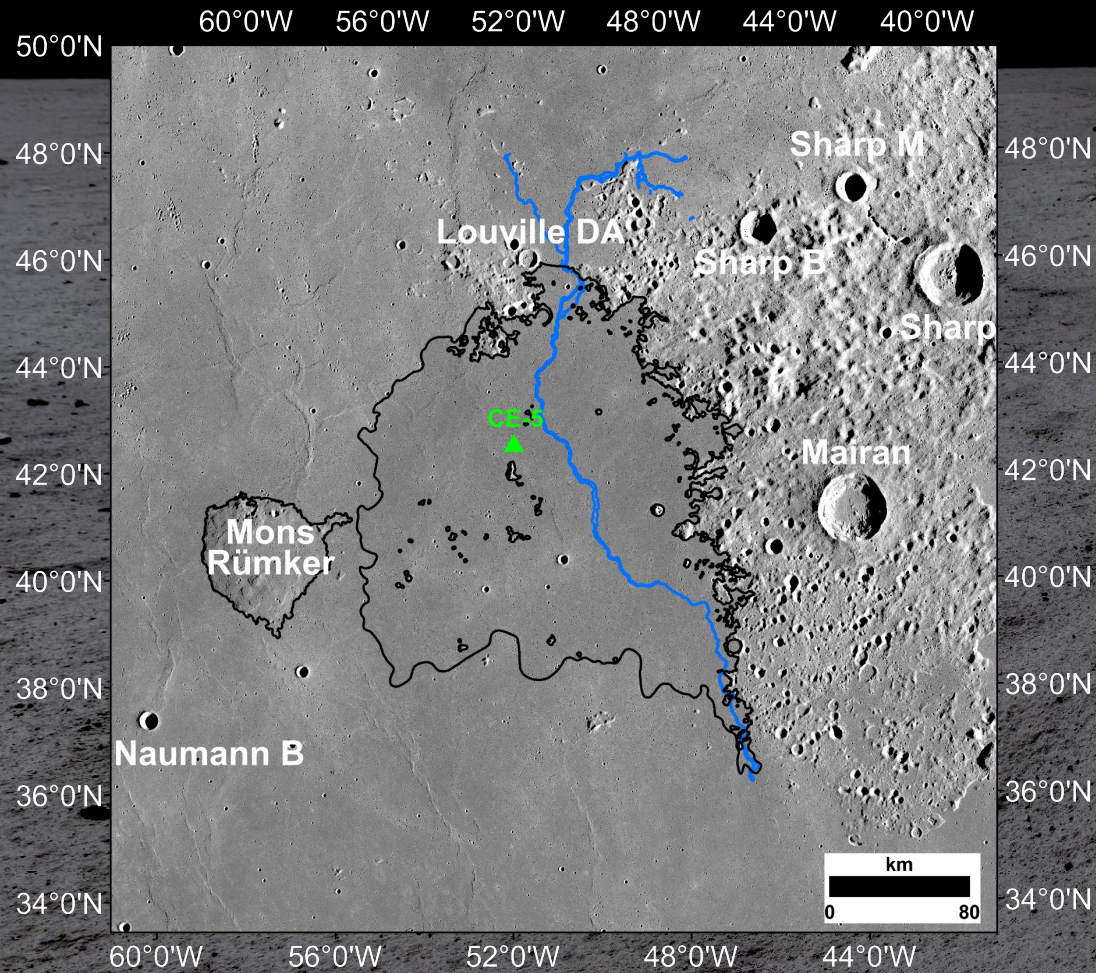 60°0'W 56°0'W 52°0'W 48°0'W 44°0'W 40°0'W
50°0'N
48°0'N 48°0'N
Sharp M
Louville DA
46°0'N 46°0'N
Sharp B
Sharp
44°0'N 44°0'N
CE-5
Mairan
42°0'N 42°0'N
Mons
Rümker
40°0'N 40°0'N
38°0'N 38°0'N
Naumann B
36°0'N 36°0'N
km
0 80
34°0'N 34°0'N
60°0'W 56°0'W 52°0'W 48°0'W 44°0'W